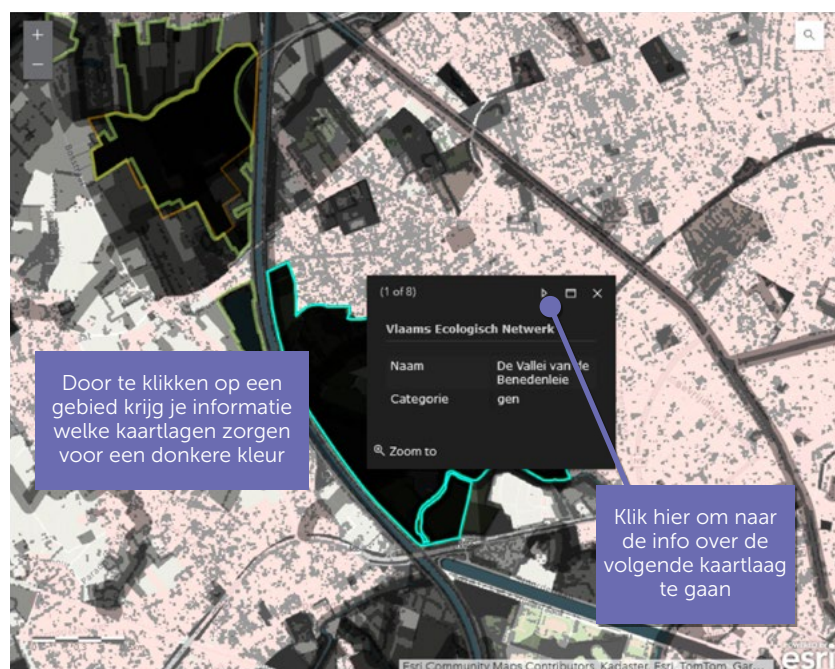 +
−
(1 of 8)
Vlaams Ecologisch Netwerk
Naam
De Vallei van de
Benedenleie
Categorie
gen
Zoom to
Door te klikken op een
gebied krijg je informatie
welke kaartlagen zorgen
voor een donkere kleur
Klik hier om naar
de info over de
volgende kaartlaag
te gaan
POWERED BY
esri
Esri Community Maps Contributors, Kadaster, Esri, TomTom, Gar